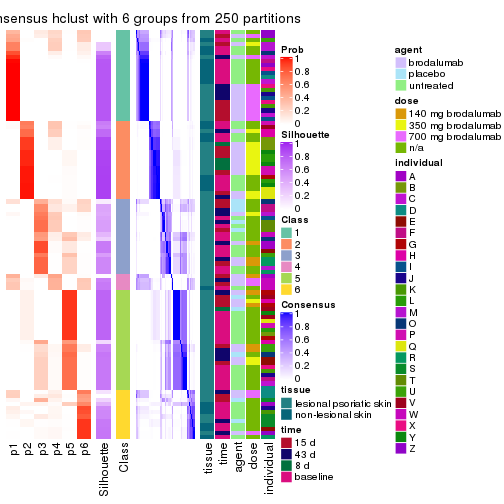 nsensus hclust with 6 groups from 250 partitions
p1
p2
p3
p4
p5
p6
Silhouette
Class
tissue
time
agent
dose
individual
Prob
1
0.8
0.6
0.4
0.2
0
Silhouette
1
0.8
0.6
0.4
0.2
0
Class
1
2
3
4
5
6
Consensus
1
0.8
0.6
0.4
0.2
0
tissue
lesional psoriatic skin
non-lesional skin
time
15 d
43 d
8 d
baseline
agent
brodalumab
placebo
untreated
dose
140 mg brodalumab
350 mg brodalumab
700 mg brodalumab
n/a
individual
A
B
C
D
E
F
G
H
I
J
K
L
M
O
P
Q
R
S
T
U
V
W
X
Y
Z